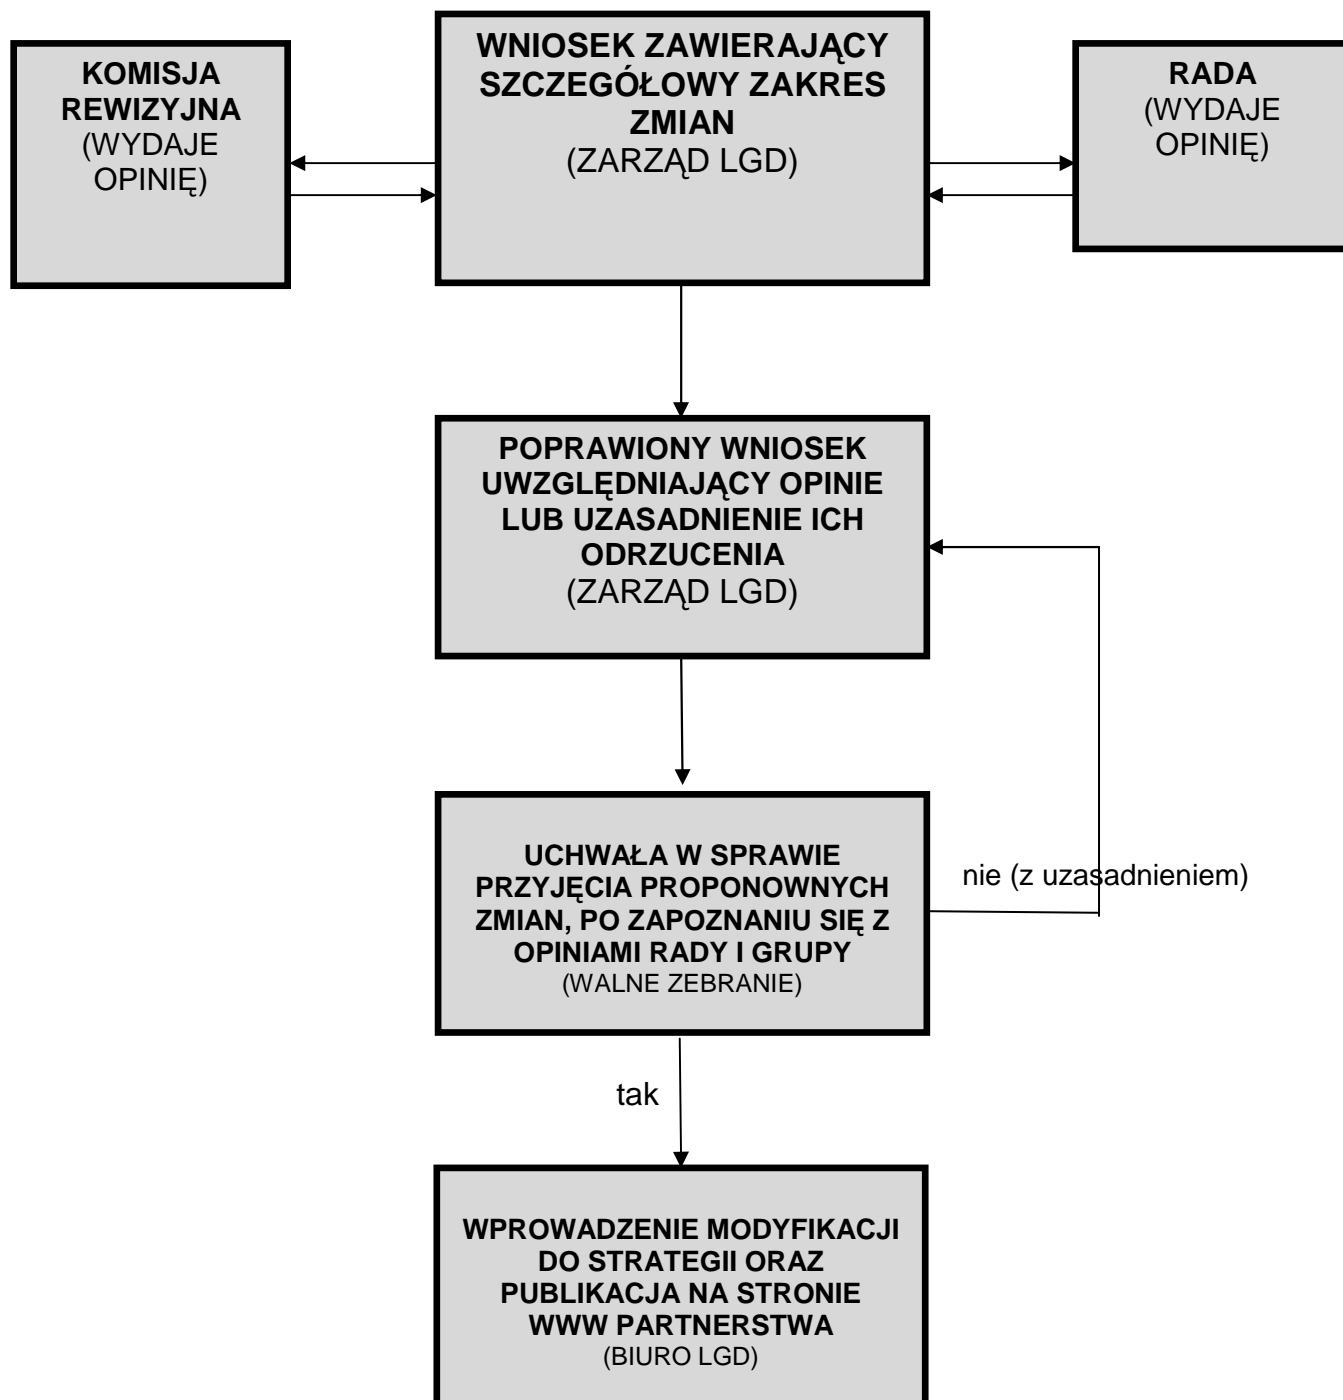 KOMISJA
REWIZYJNA
(WYDAJE
OPINIĘ)
WNIOSEK ZAWIERAJĄCY
SZCZEGÓŁOWY ZAKRES
ZMIAN
(ZARZĄD LGD)
RADA
(WYDAJE
OPINIĘ)
POPRAWIONY WNIOSEK
UWZGLĘDNIAJĄCY OPINIE
LUB UZASADNIENIE ICH
ODRZUCENIA
(ZARZĄD LGD)
UCHWAŁA W SPRAWIE
PRZYJĘCIA PROPONOWNYCH
ZMIAN, PO ZAPOZNANIU SIĘ Z
OPINIAMI RADY I GRUPY
(WALNE ZEBRANIE)
nie (z uzasadnieniem)
tak
WPROWADZENIE MODYFIKACJI
DO STRATEGII ORAZ
PUBLIKACJA NA STRONIE
WWW PARTNERSTWA
(BIURO LGD)